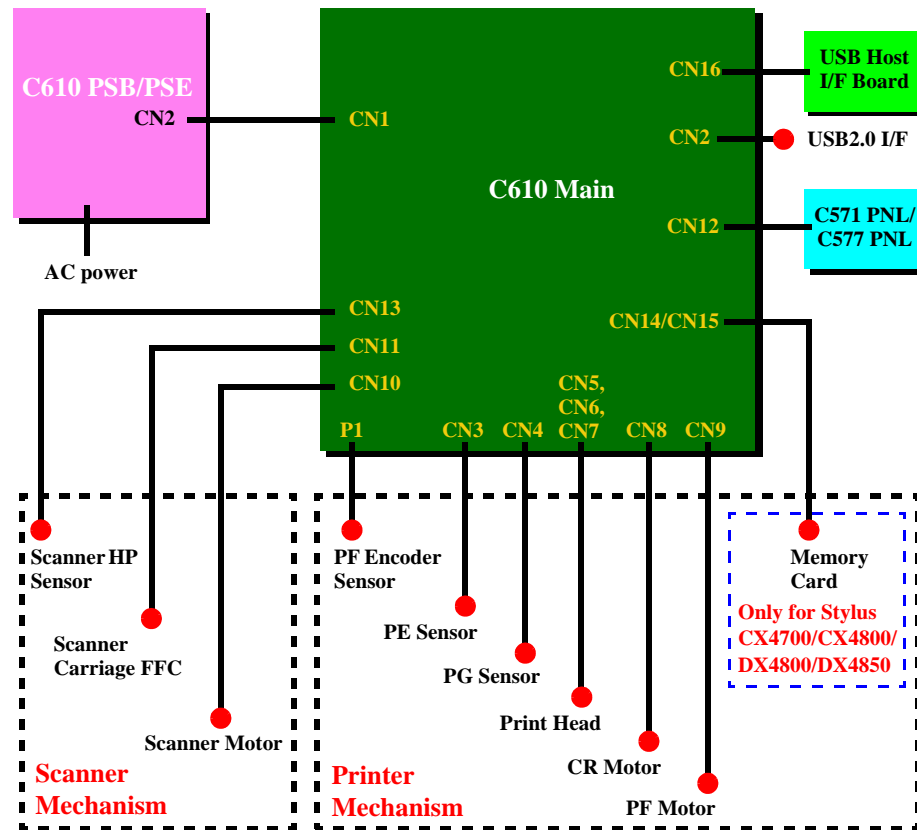 C610 PSB/PSE
CN2
AC power
C610 Main
CN1
CN16
CN2
CN12
CN13
CN11
CN10
CN14/CN15
CN5,
CN6,
CN7
P1
CN3
CN4
CN8
CN9
USB Host
I/F Board
USB2.0 I/F
C571 PNL/
C577 PNL
Scanner HP
Sensor
Scanner
Carriage FFC
Scanner Motor
Scanner
Mechanism
PF Encoder
Sensor
PE Sensor
PG Sensor
Print Head
CR Motor
PF Motor
Printer
Mechanism
Memory
Card
Only for Stylus
CX4700/CX4800/
DX4800/DX4850